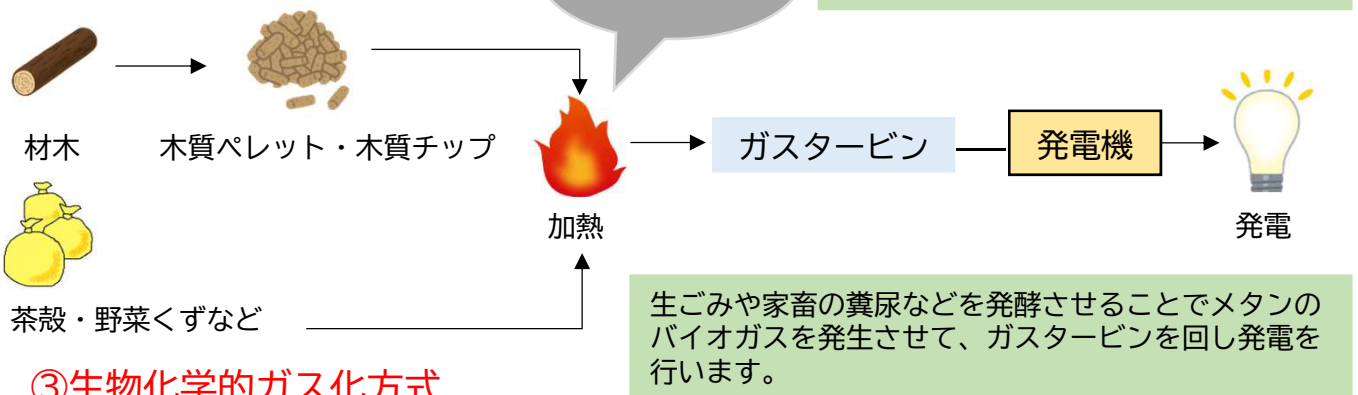 材木
木質ペレット・木質チップ
ガスタービン
発電機
加熱
発電
茶殻・野菜くずなど
生ごみや家畜の糞尿などを発酵させることでメタンの
バイオガスを発生させて、ガスタービンを回し発電を
行います。
③生物化学的ガス化方式